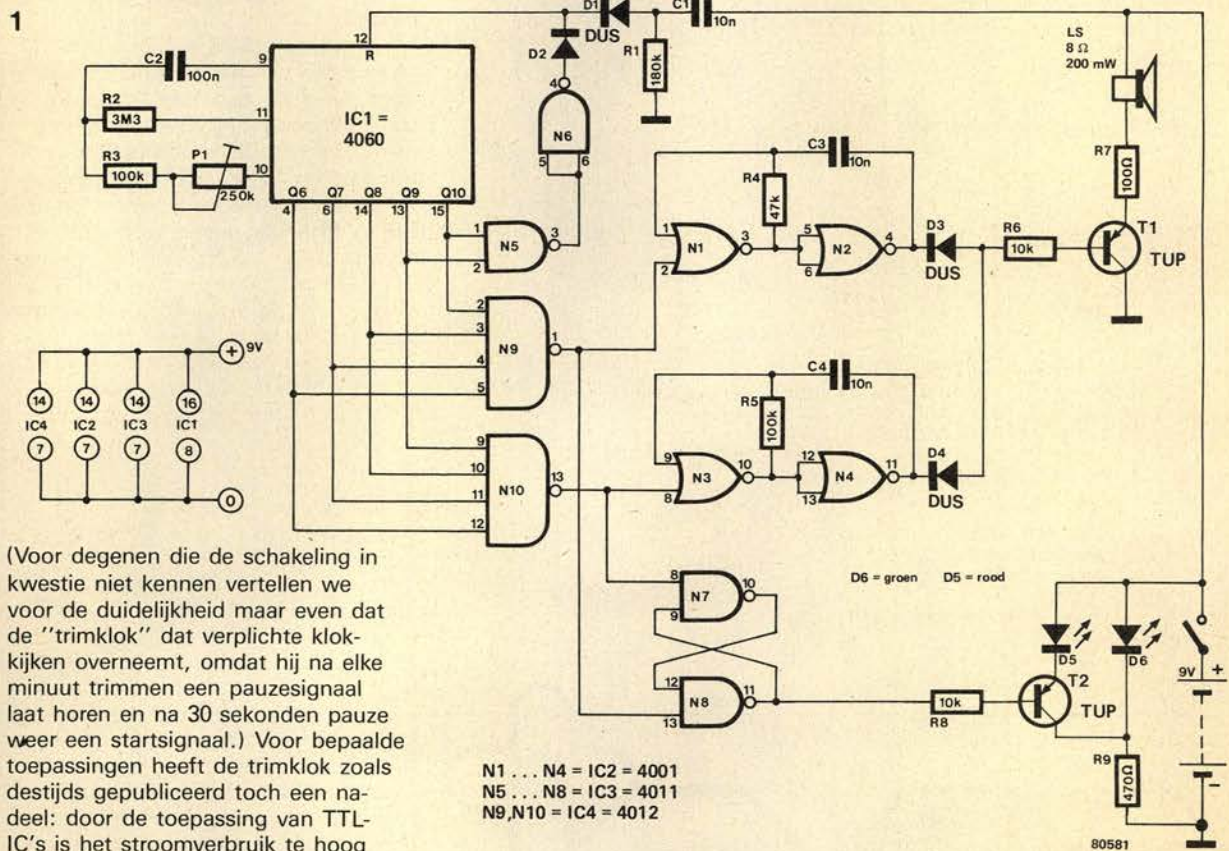 1
12
R
C2
100n
9
R2
3M3
11
IC1 =
4060
R3
100k
P1
250k
10
Q6 Q7 Q8 Q9 Q10
4 6 14 13 15
D1
DUS
C1
10n
R1
180k
D2
4
N6
5 6
LS
8 Ω
200 mW
R7
100Ω
T1
TUP
R6
10k
D3
DUS
C3
10n
R4
47k
1
2
N1
3
5
6
N2
4
1
2
N5
3
2
3
4
5
N9
1
9
10
11
12
N10
13
C4
10n
R5
100k
9
8
N3
10
12
13
N4
11
D4
DUS
+ 9V
14 14 14 16
IC4 IC2 IC3 IC1
7 7 7 8
0
8
9
N7
10
12
13
N8
11
D6 = groen D5 = rood
D5
D6
T2
TUP
10k
R8
R9
470Ω
9V +
−
(Voor degenen die de schakeling in
kwestie niet kennen vertellen we
voor de duidelijkheid maar even dat
de "trimklok" dat verplichte klok-
kijken overneemt, omdat hij na elke
minuut trimmen een pauzesignaal
laat horen en na 30 sekonden pauze
weer een startsignaal.) Voor bepaalde
toepassingen heeft de trimklok zoals
destijds gepubliceerd toch een na-
deel: door de toepassing van TTL-
IC's is het stroomverbruik te hoog
N1 . . . N4 = IC2 = 4001
N5 . . . N8 = IC3 = 4011
N9,N10 = IC4 = 4012
80581